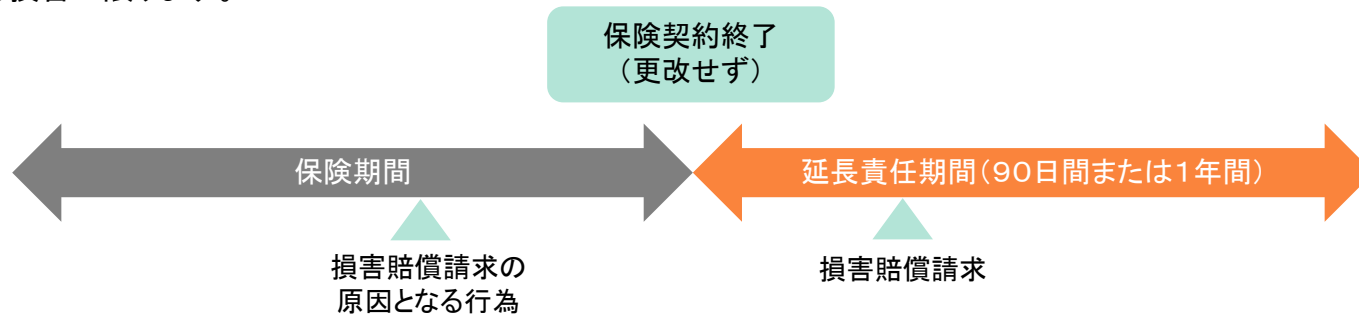 保険契約終了
（更改せず）
保険期間
延長責任期間（９０日間または１年間）
損害賠償請求の
原因となる行為
損害賠償請求